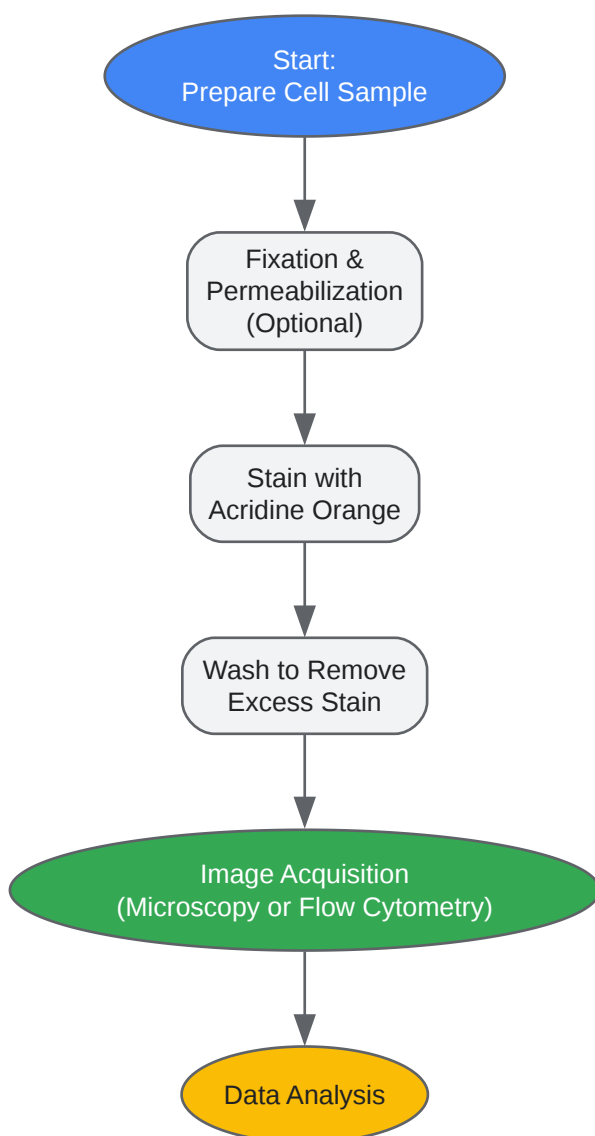 Start:
Prepare Cell Sample
Fixation &
Permeabilization
(Optional)
Stain with
Acridine Orange
Wash to Remove
Excess Stain
Image Acquisition
(Microscopy or Flow Cytometry)
Data Analysis